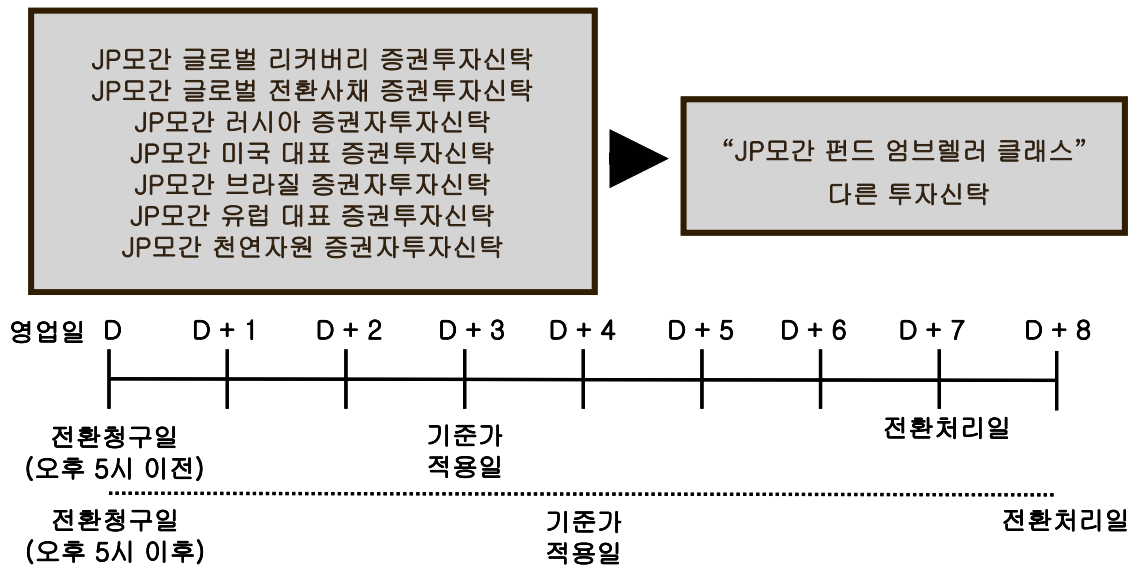 JP모간 글로벌 리커버리 증권투자신탁
JP모간 글로벌 전환사채 증권투자신탁
JP모간 러시아 증권자투자신탁
JP모간 미국 대표 증권투자신탁
JP모간 브라질 증권자투자신탁
JP모간 유럽 대표 증권투자신탁
JP모간 천연자원 증권자투자신탁
“JP모간 펀드 엄브렐러 클래스”
다른 투자신탁
영업일 D D + 1 D + 2 D + 3 D + 4 D + 5 D + 6 D + 7 D + 8
전환청구일 기준가 전환처리일
(오후 5시 이전) 적용일
전환청구일 기준가 전환처리일
(오후 5시 이후) 적용일